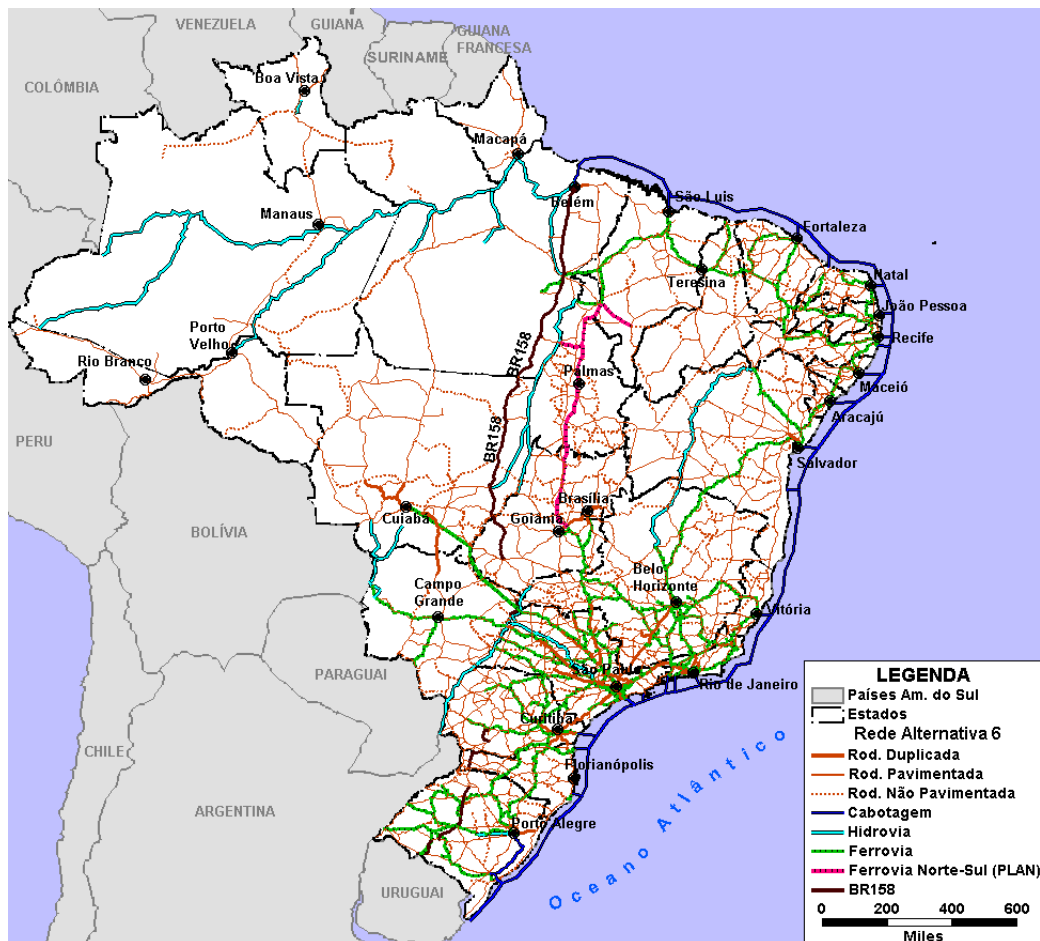 VENEZUELA
GUIANA
GUIANA
FRANCESA
SURINAME
COLÔMBIA
Boa Vista
Macapá
Belém
São Luis
Manaus
Fortaleza
Teresina
Natal
João Pessoa
Porto
Velho
Recife
Rio Branco
BR158
Palmas
Maceió
Aracajú
PERU
BR158
Salvador
Brasília
Cuiabá
Goiânia
BOLÍVIA
Belo
Horizonte
Campo
Grande
Vitória
PARAGUAI
São Paulo
Rio de Janeiro
Curitiba
CHILE
Florianópolis
Oceano Atlântico
ARGENTINA
Porto Alegre
URUGUAI
LEGENDA
Países Am. do Sul
Estados
Rede Alternativa 6
Rod. Duplicada
Rod. Pavimentada
Rod. Não Pavimentada
Cabotagem
Hidrovia
Ferrovia
Ferrovia Norte-Sul (PLAN)
BR158
0 200 400 600
Miles